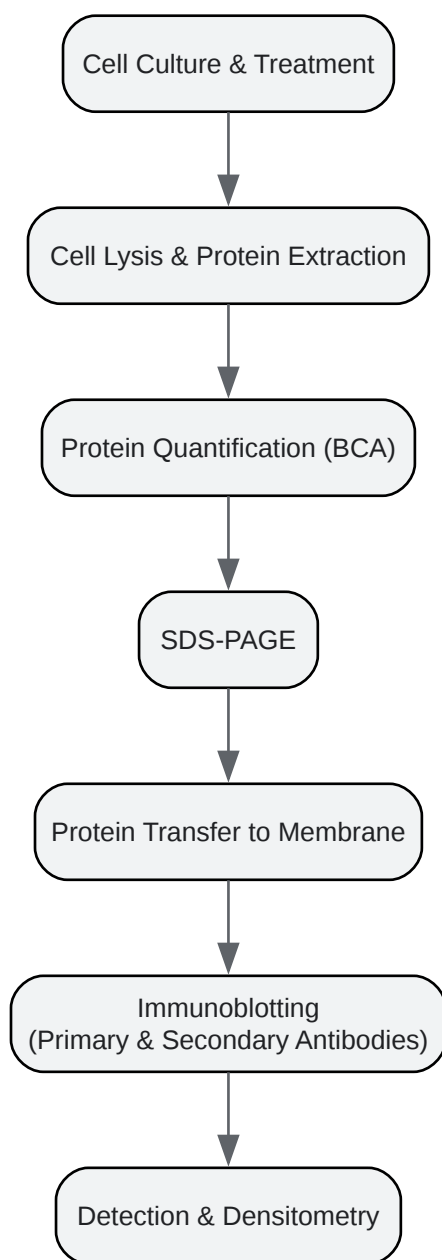 Cell Culture & Treatment
Cell Lysis & Protein Extraction
Protein Quantification (BCA)
SDS-PAGE
Protein Transfer to Membrane
Immunoblotting
(Primary & Secondary Antibodies)
Detection & Densitometry